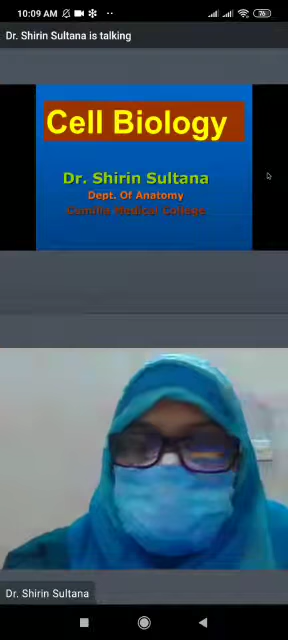 10:09 AM
76
Dr. Shirin Sultana is talking
Cell Biology
Dr. Shirin Sultana
Dept. Of Anatomy
Cumilla Medical College
Dr. Shirin Sultana